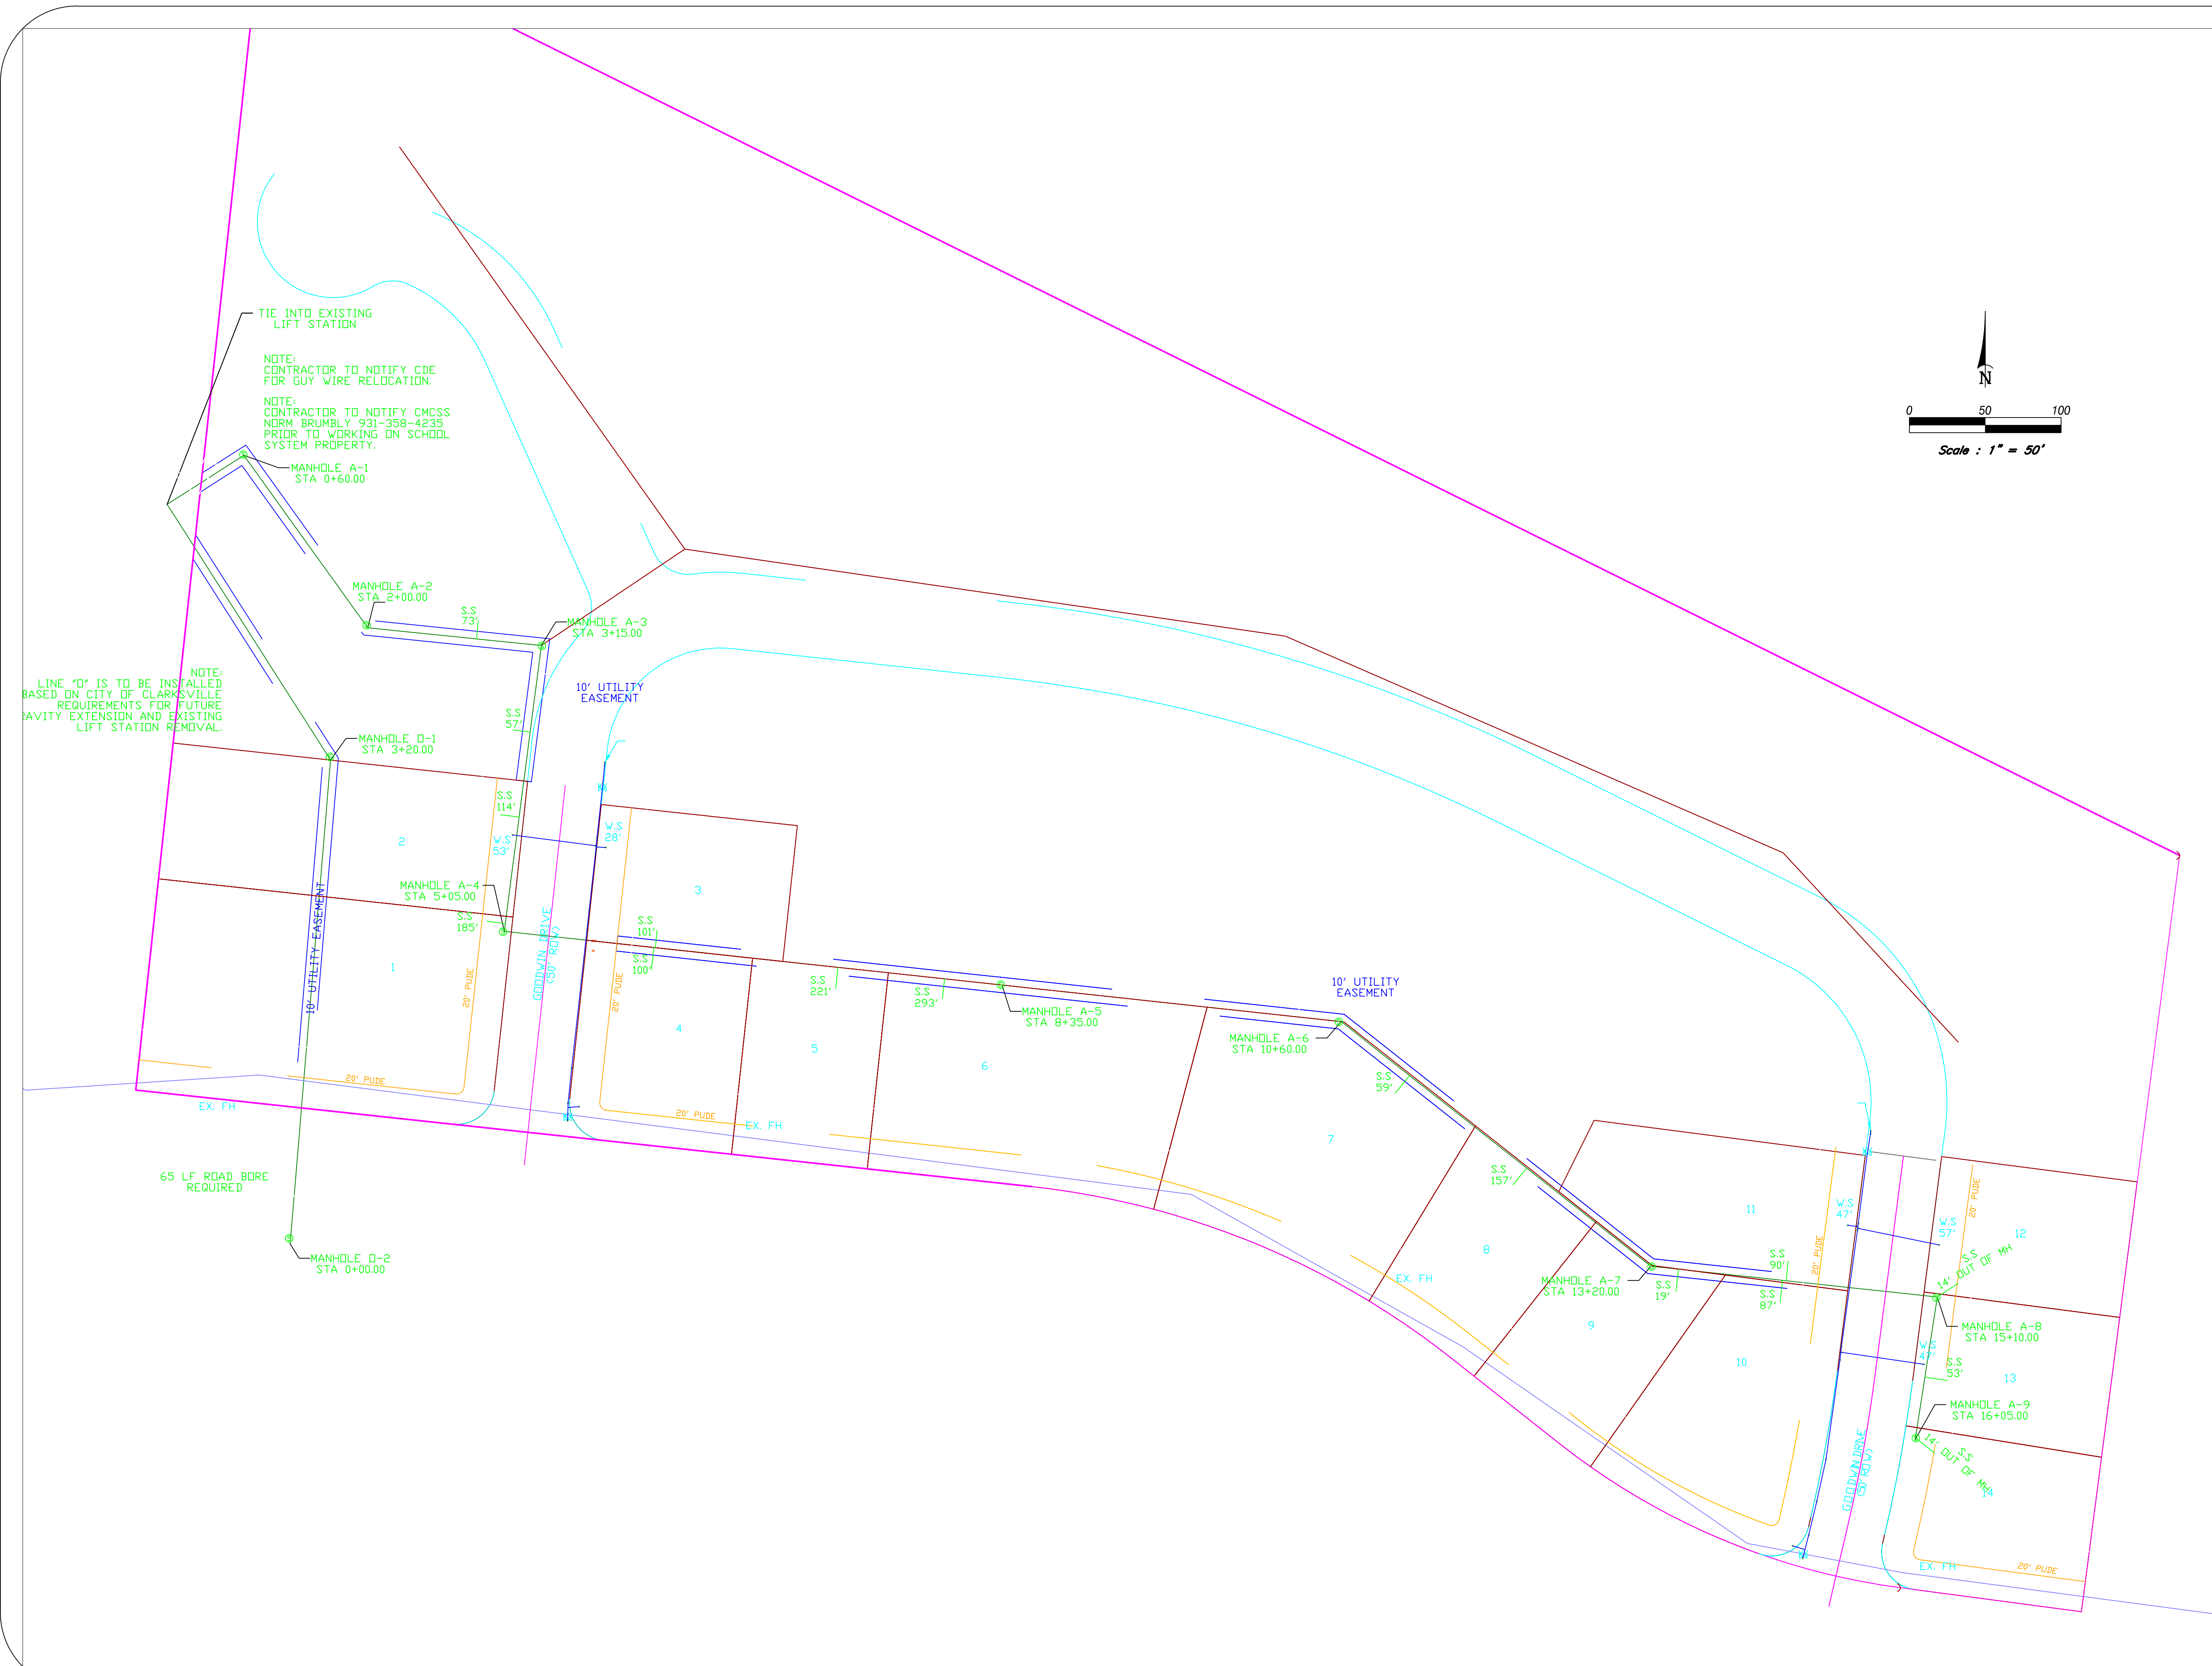 TIE INTO EXISTING
LIFT STATION
NOTE:
CONTRACTOR TO NOTIFY CDE
FOR GUY WIRE RELOCATION.
NOTE:
CONTRACTOR TO NOTIFY CMCSS
NORM BRUMBLY 931-358-4235
PRIOR TO WORKING ON SCHOOL
SYSTEM PROPERTY.
N
0 50 100
Scale : 1" = 50'
MANHOLE A-1
STA 0+60.00
MANHOLE A-2
STA 2+00.00
S.S
73'
MANHOLE A-3
STA 3+15.00
NOTE:
LINE "O" IS TO BE INSTALLED
BASED ON CITY OF CLARKSVILLE
REQUIREMENTS FOR FUTURE
RAVITY EXTENSION AND EXISTING
LIFT STATION REMOVAL.
10' UTILITY
EASEMENT
S.S
57'
MANHOLE O-1
STA 3+20.00
S.S
114'
W.S
53'
W.S
28'
2
MANHOLE A-4
STA 5+05.00
S.S
185'
3
10' UTILITY EASEMENT
GOODWIN DRIVE
(50' ROW)
S.S
101'
S.S
100'
1
20' PUDE
20' PUDE
S.S
221'
S.S
293'
MANHOLE A-5
STA 8+35.00
10' UTILITY
EASEMENT
MANHOLE A-6
STA 10+60.00
4
5
6
S.S
59'
20' PUDE
EX. FH
20' PUDE
EX. FH
7
65 LF ROAD BORE
REQUIRED
S.S
157'
MANHOLE O-2
STA 0+00.00
8
EX. FH
MANHOLE A-7
STA 13+20.00
9
S.S
19'
S.S
90'
S.S
87'
11
10
20' PUDE
W.S
47'
W.S
57'
20' PUDE
12
S.S
14' OUT OF MH
MANHOLE A-8
STA 15+10.00
W.S
S.S
53'
13
MANHOLE A-9
STA 16+05.00
S.S
14' OUT OF MH
14
GOODWIN DRIVE
(50' ROW)
EX. FH
20' PUDE